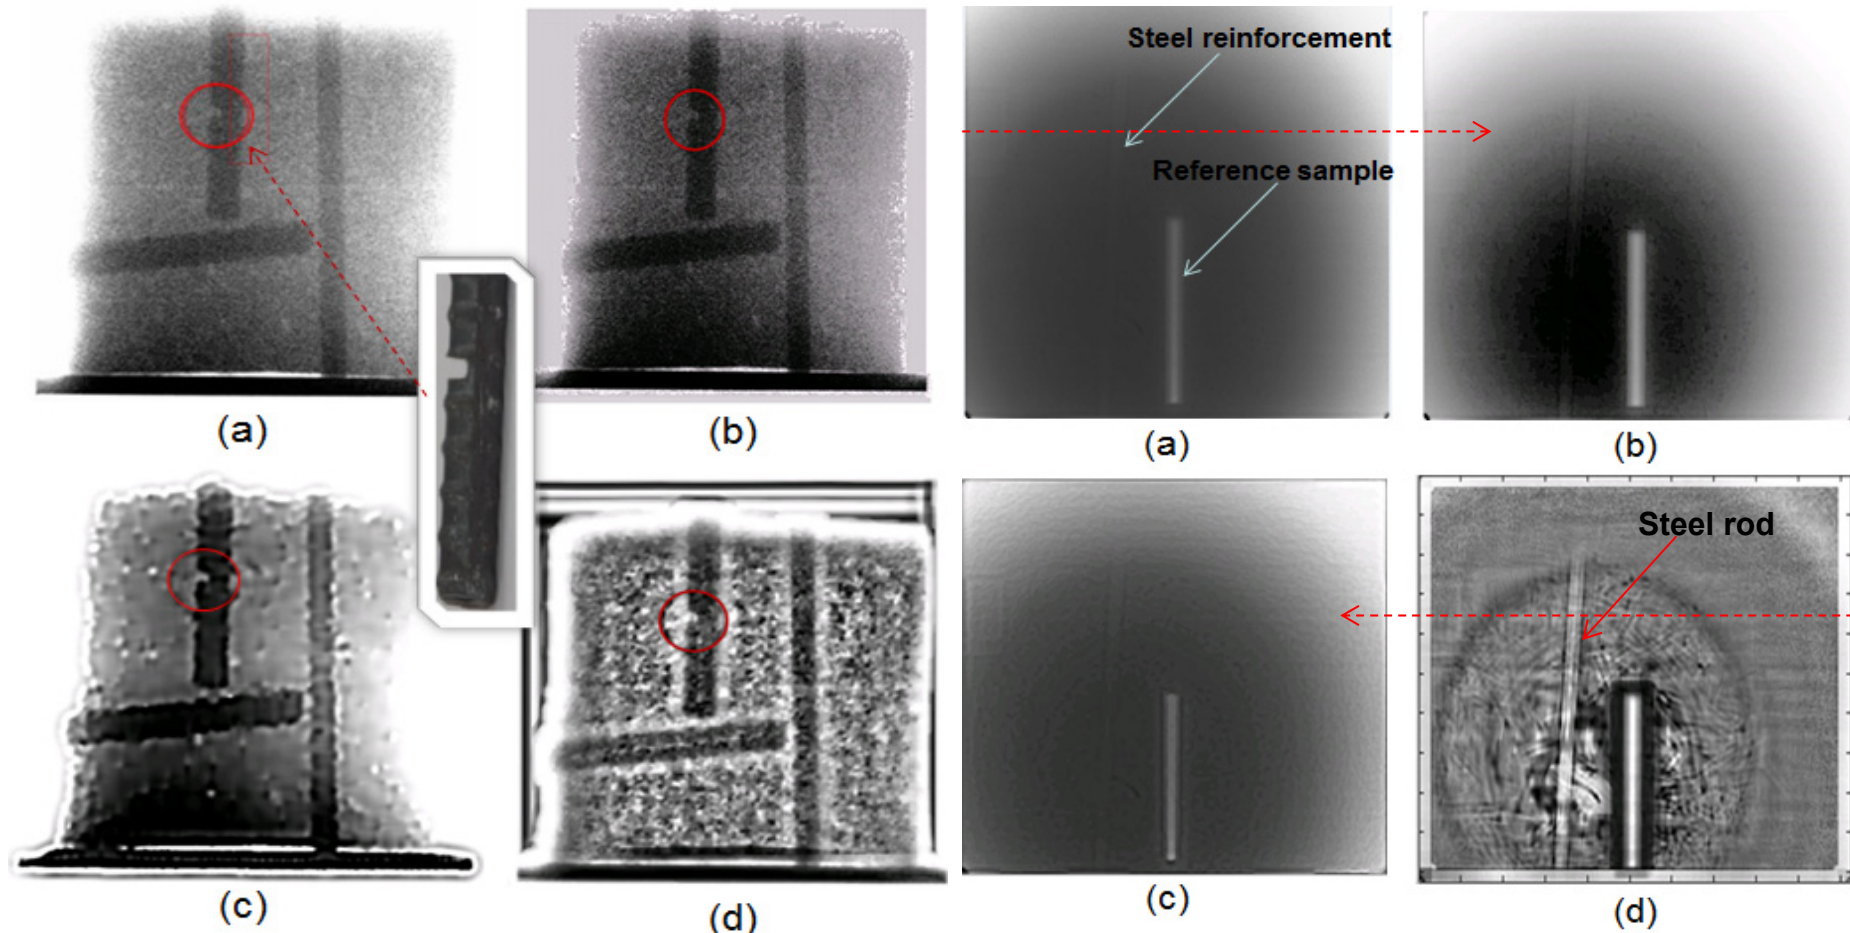 Steel reinforcement
Reference sample
(a)
(b)
(a)
(b)
Steel rod
(c)
(d)
(c)
(d)